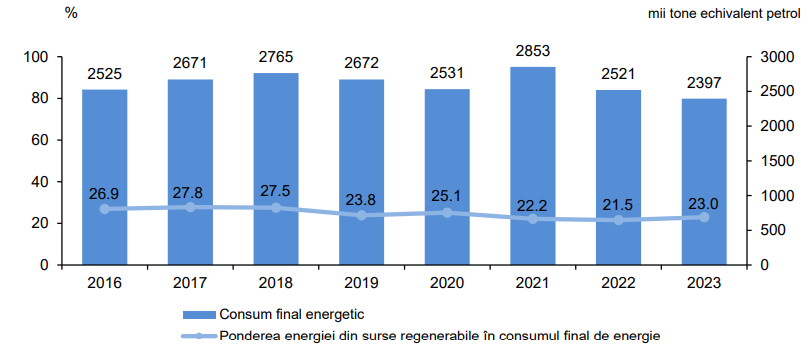 % mii tone echivalent petrol
100 3000
80 2500
60 2000
40 1500
20 1000
0 500
0
2525 2671 2765 2672 2531 2853 2521 2397
26.9 27.8 27.5 23.8 25.1 22.2 21.5 23.0
2016 2017 2018 2019 2020 2021 2022 2023
Consum final energetic
Ponderea energiei din surse regenerabile în consumul final de energie